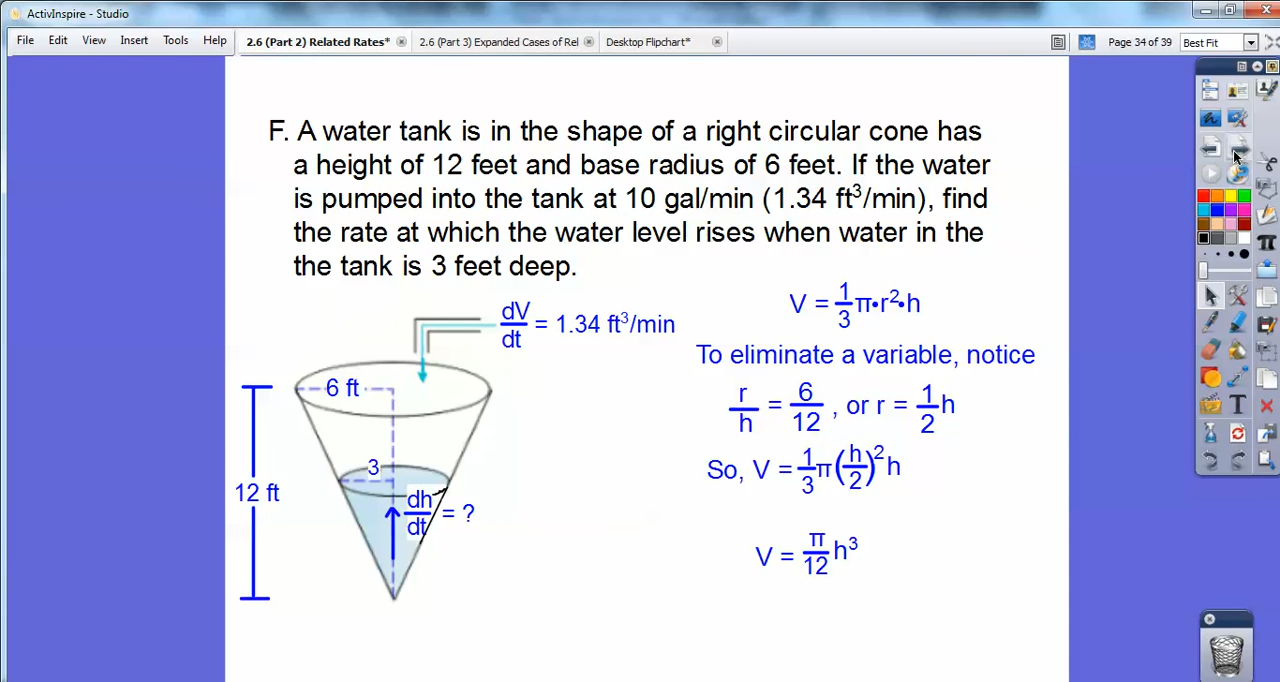 ActivInspire - Studio
File Edit View Insert Tools Help
2.6 (Part 2) Related Rates* 2.6 (Part 3) Expanded Cases of Rel Desktop Flipchart*
Page 34 of 39 Best Fit
F. A water tank is in the shape of a right circular cone has
a height of 12 feet and base radius of 6 feet. If the water
is pumped into the tank at 10 gal/min (1.34 ft³/min), find
the rate at which the water level rises when water in the
the tank is 3 feet deep.
dV/dt = 1.34 ft³/min
6 ft
3
12 ft
dh/dt = ?
V = 1/3 π•r²•h
To eliminate a variable, notice
r/h = 6/12 , or r = 1/2 h
So, V = 1/3 π(h/2)²h
V = π/12 h³